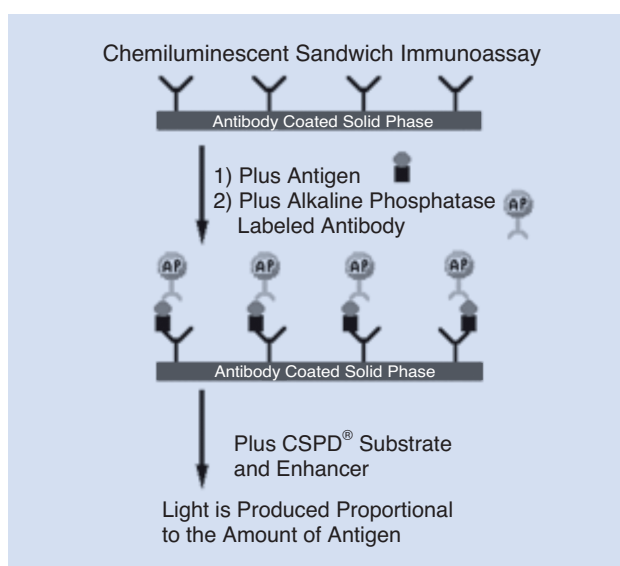 Chemiluminescent Sandwich Immunoassay
Antibody Coated Solid Phase
1) Plus Antigen
2) Plus Alkaline Phosphatase
Labeled Antibody
AP
AP AP AP AP
Antibody Coated Solid Phase
Plus CSPD® Substrate
and Enhancer
Light is Produced Proportional
to the Amount of Antigen